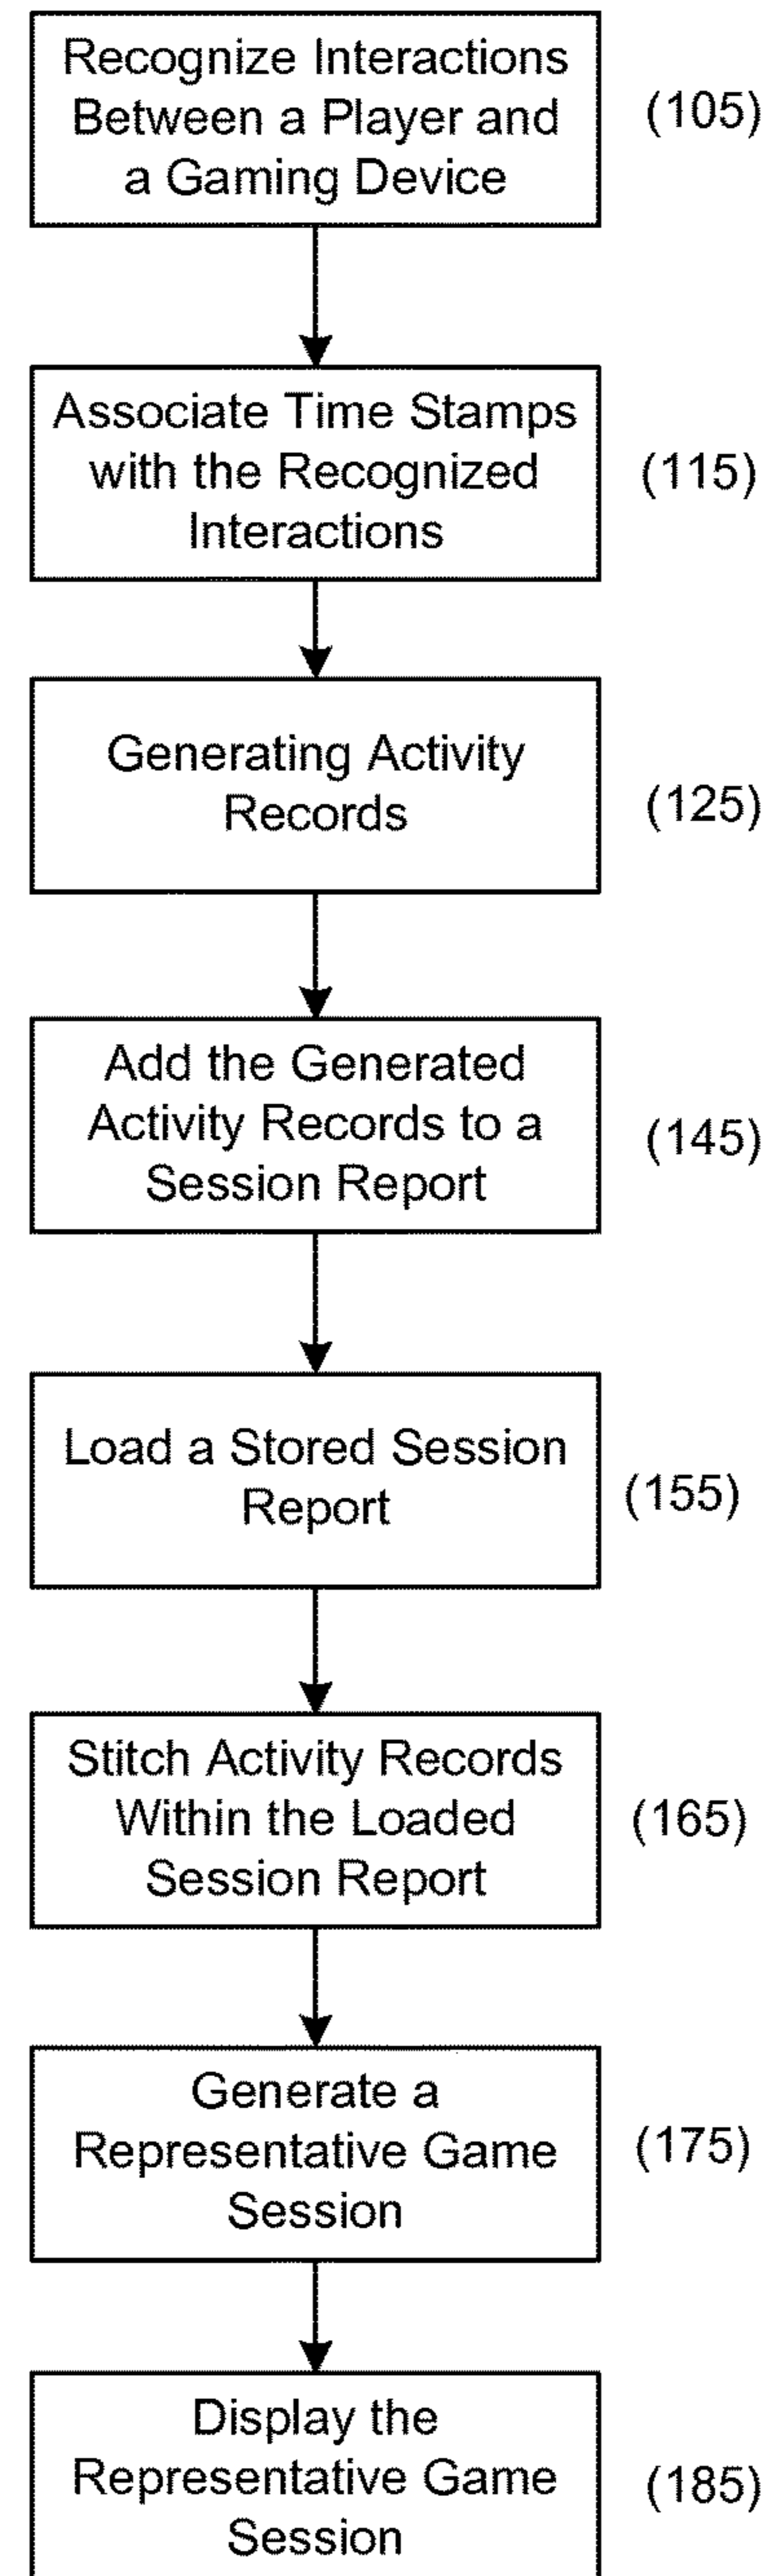 Recognize Interactions
Between a Player and
a Gaming Device
(105)
Associate Time Stamps
with the Recognized
Interactions
(115)
Generating Activity
Records
(125)
Add the Generated
Activity Records to a
Session Report
(145)
Load a Stored Session
Report
(155)
Stitch Activity Records
Within the Loaded
Session Report
(165)
Generate a
Representative Game
Session
(175)
Display the
Representative Game
Session
(185)